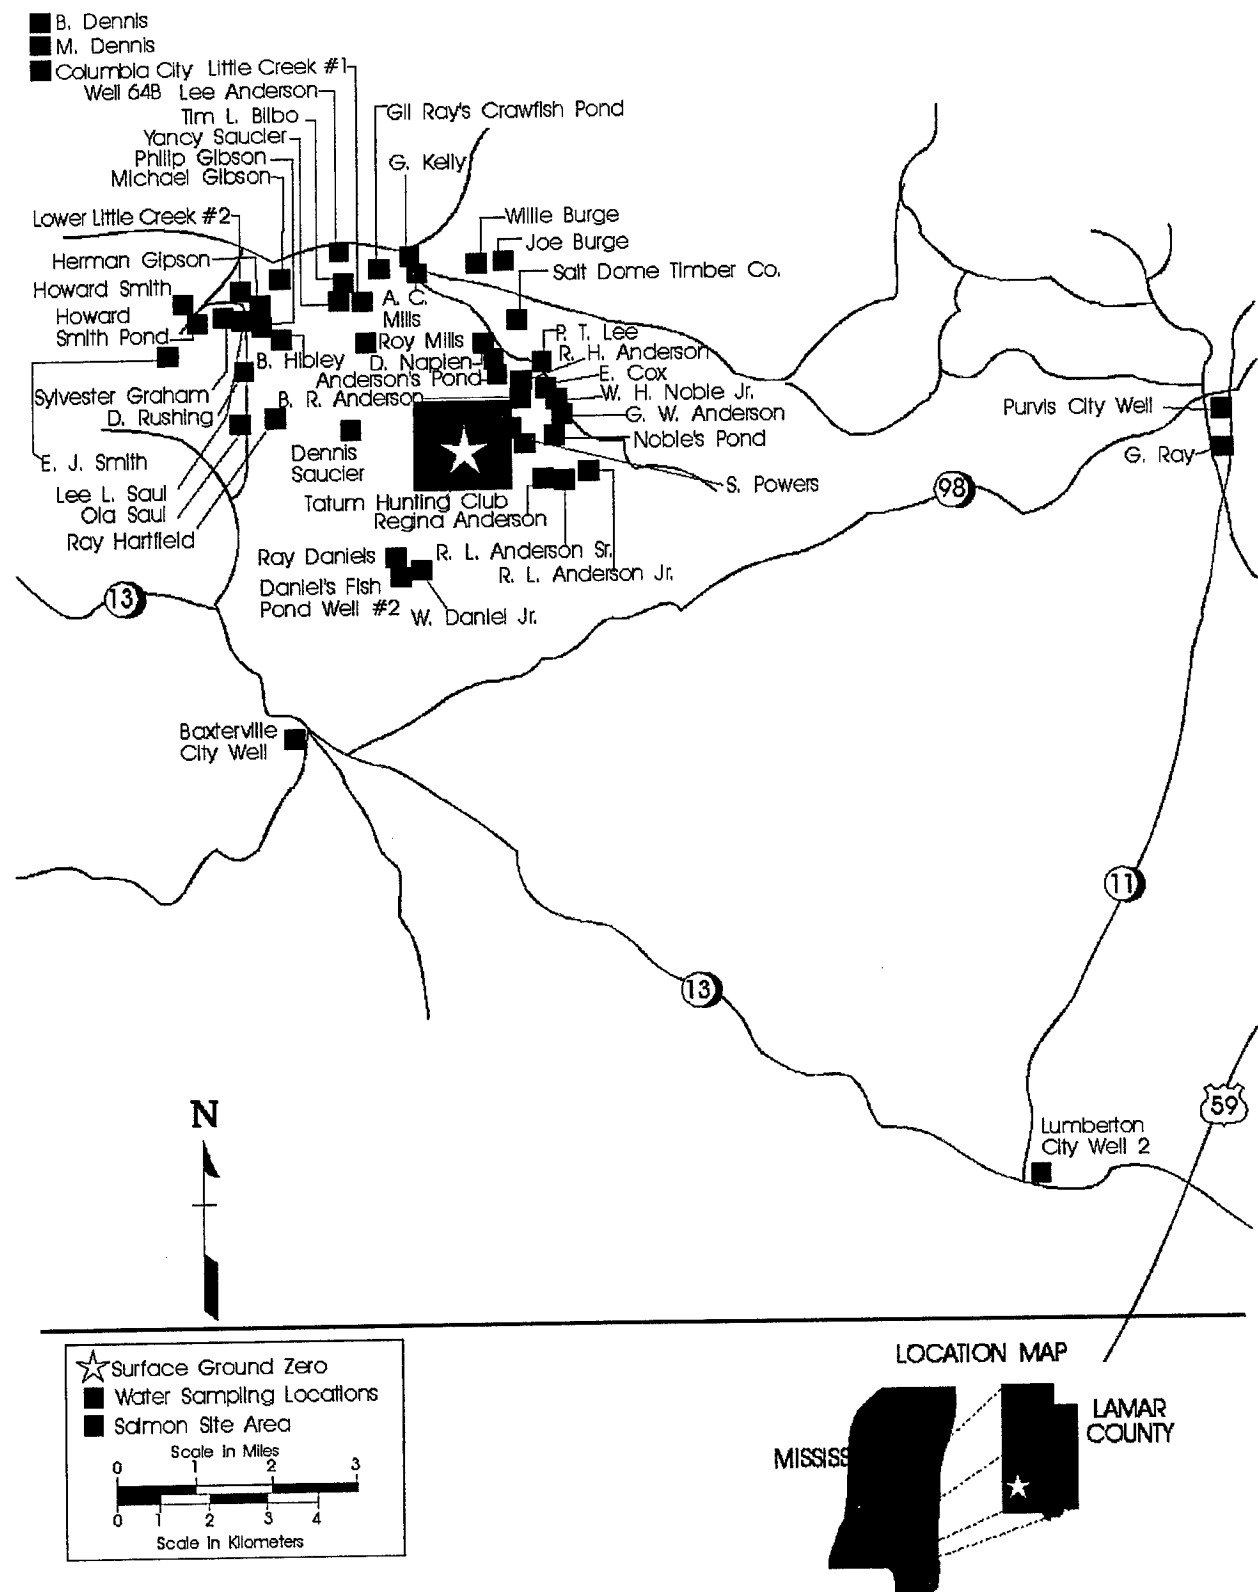 B. Dennis
M. Dennis
Columbia City
Little Creek #1
Well 64B
Lee Anderson
Tim L. Bilbo
Yancy Saucier
Philip Gibson
Michael Gibson
Gil Ray's Crawfish Pond
G. Kelly
Lower Little Creek #2
Willie Burge
Joe Burge
Herman Gipson
Salt Dome Timber Co.
Howard Smith
A. C.
Mills
Howard
Smith Pond
Roy Mills
P. T. Lee
R. H. Anderson
B. Hibley
D. Napien
E. Cox
Anderson's Pond
W. H. Noble Jr.
Sylvester Graham
B. R. Anderson
G. W. Anderson
Purvis City Well
D. Rushing
Noble's Pond
Dennis
Saucier
G. Ray
E. J. Smith
S. Powers
98
Lee L. Saul
Tatum Hunting Club
Ola Saul
Regina Anderson
Ray Hartfield
R. L. Anderson Sr.
Ray Daniels
R. L. Anderson Jr.
Daniel's Fish
Pond Well #2
W. Daniel Jr.
13
Baxterville
City Well
11
13
59
N
Lumberton
City Well 2
Surface Ground Zero
Water Sampling Locations
Salmon Site Area
Scale in Miles
0 1 2 3
0 1 2 3 4
Scale in Kilometers
LOCATION MAP
LAMAR
COUNTY
MISSISS